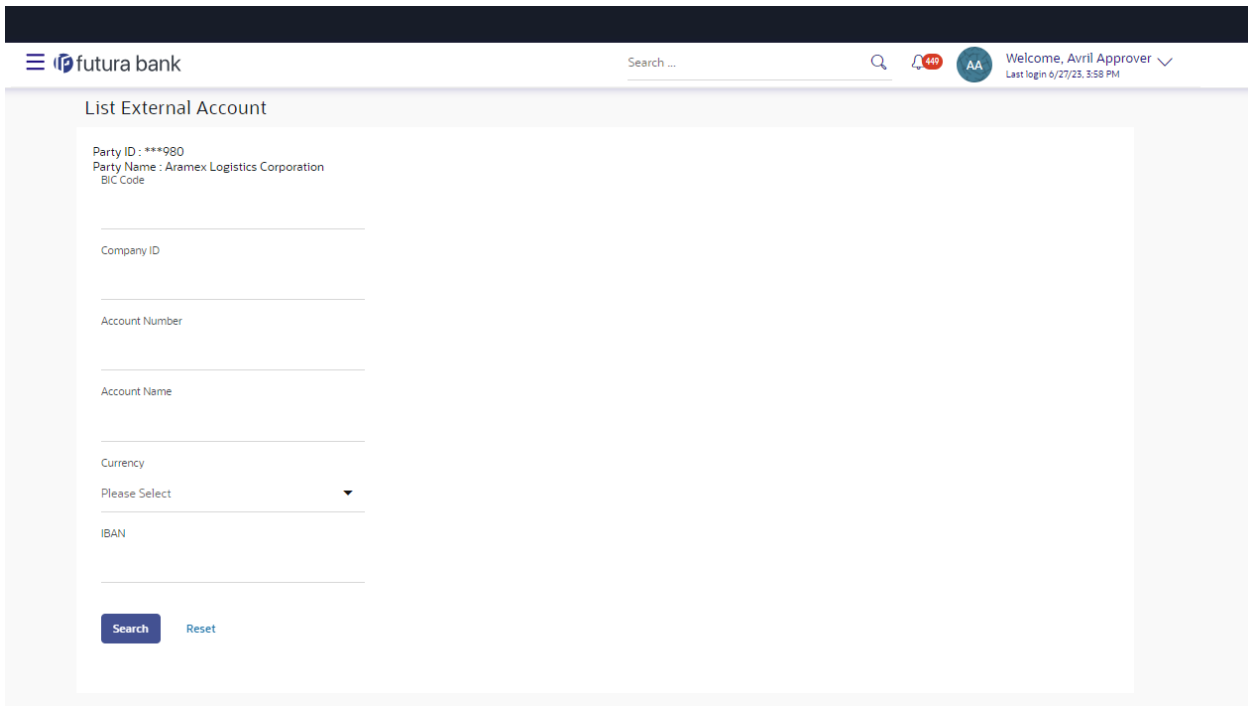 futura bank
Search ...
449
AA
Welcome, Avril Approver
Last login 6/27/23, 3:58 PM
List External Account
Party ID : ***980
Party Name : Aramex Logistics Corporation
BIC Code
Company ID
Account Number
Account Name
Currency
Please Select
IBAN
Search
Reset